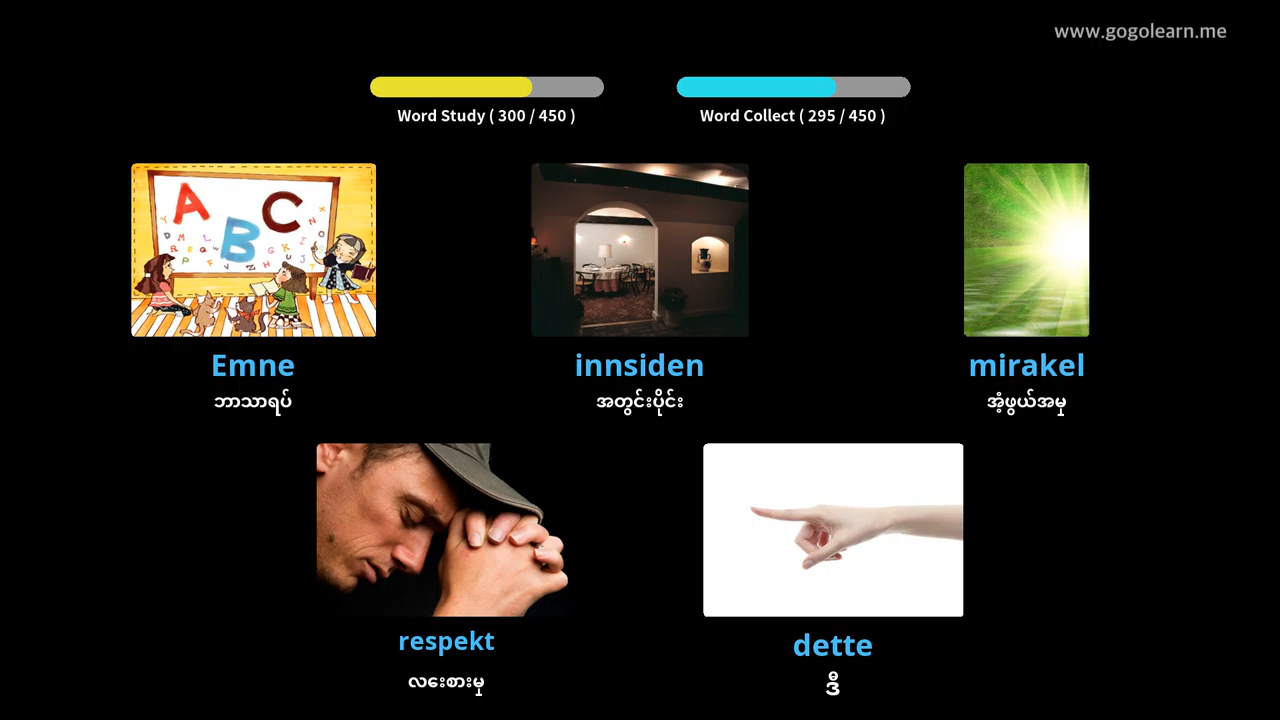 www.gogolearn.me
Word Study ( 300 / 450 )
Word Collect ( 295 / 450 )
A B C
Emne
ဘာသာရပ်
innsiden
အတွင်းပိုင်း
mirakel
အံ့ဖွယ်အမှု
respekt
လေးစားမှု
dette
ဒီ